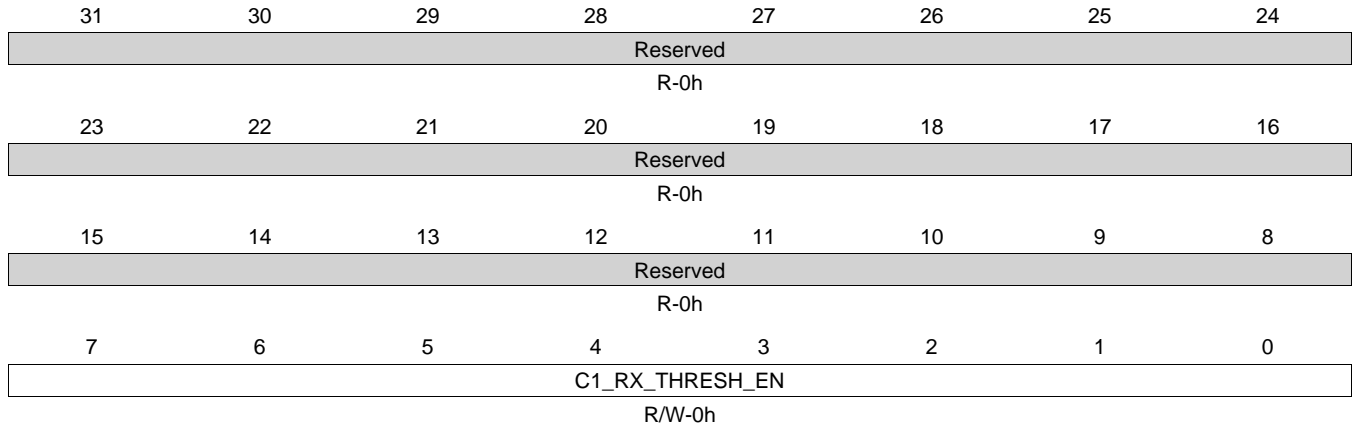 31 30 29 28 27 26 25 24
Reserved
R-0h
23 22 21 20 19 18 17 16
Reserved
R-0h
15 14 13 12 11 10 9 8
Reserved
R-0h
7 6 5 4 3 2 1 0
C1_RX_THRESH_EN
R/W-0h